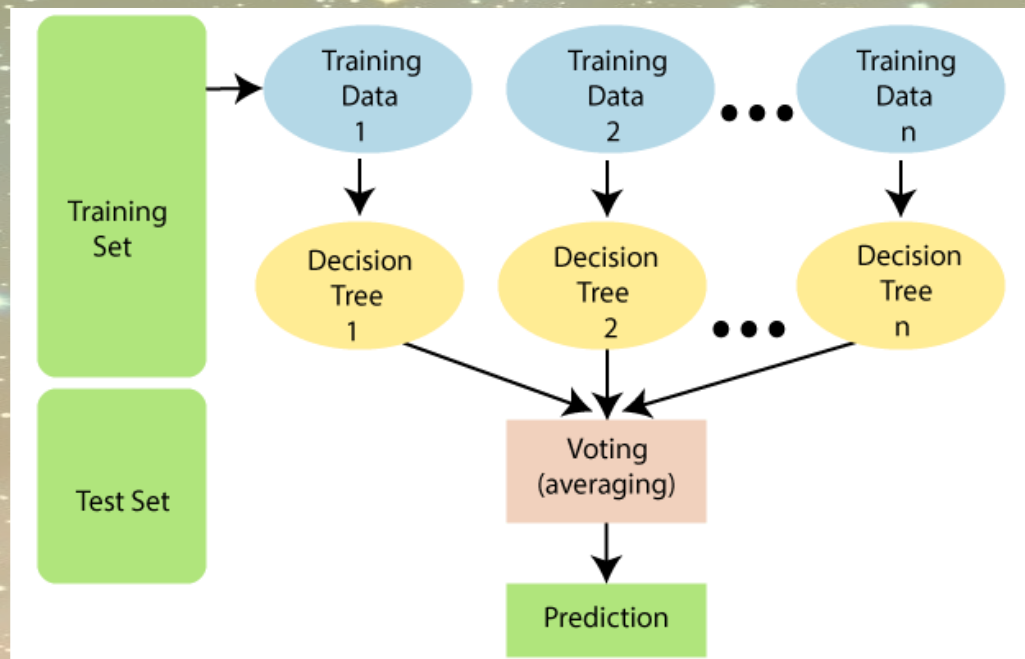 Training
Set
Test Set
Training
Data
1
Training
Data
2
Training
Data
n
Decision
Tree
1
Decision
Tree
2
Decision
Tree
n
Voting
(averaging)
Prediction